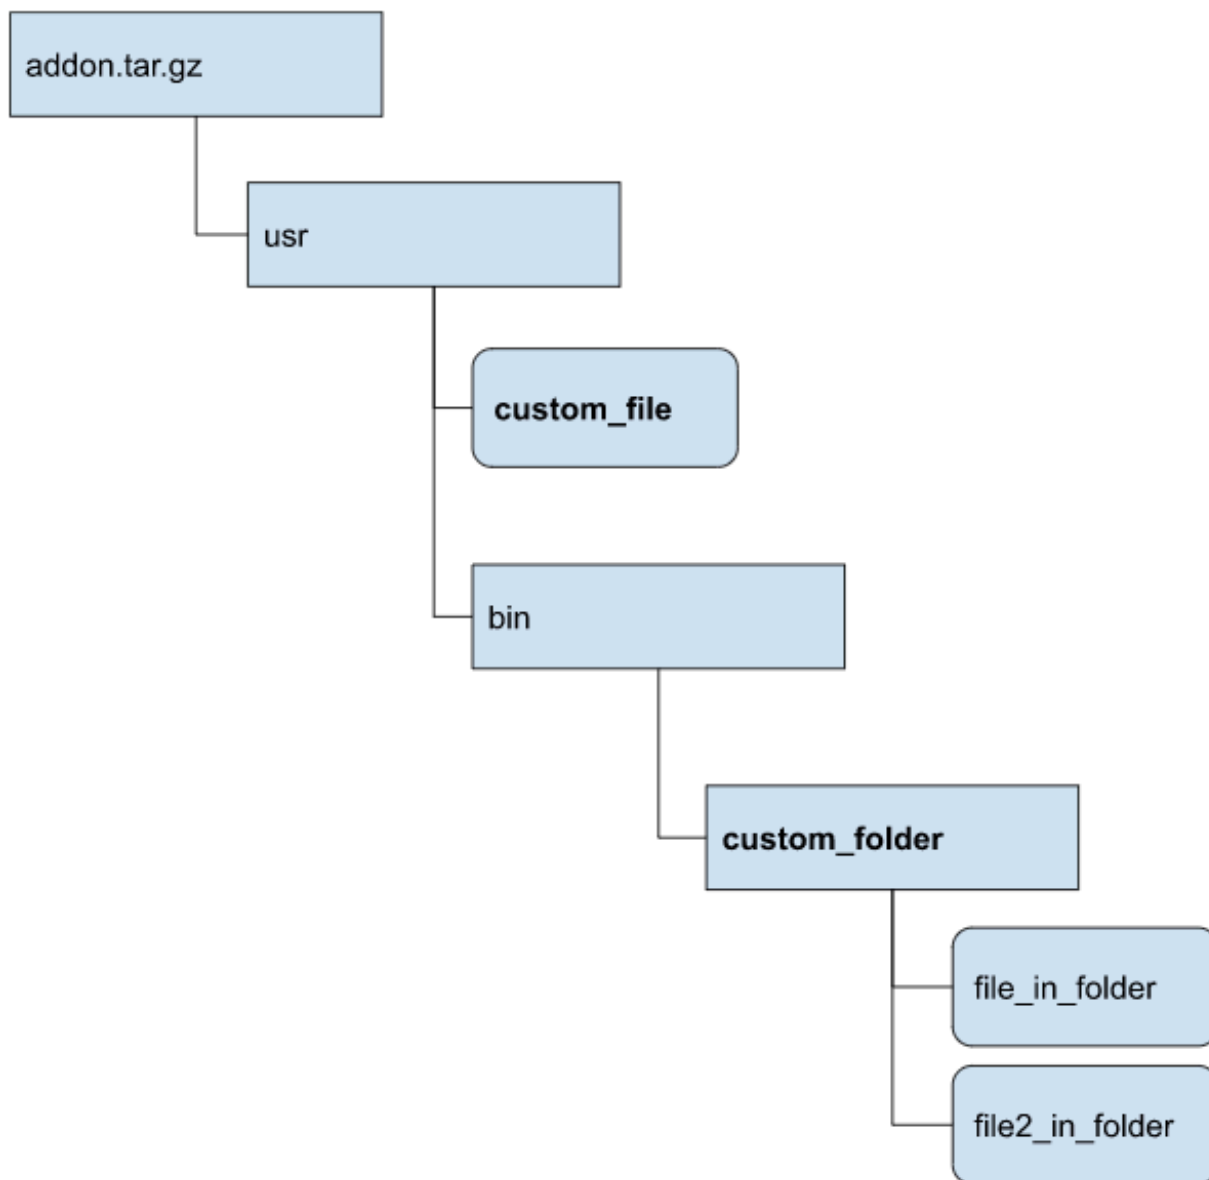 addon.tar.gz
usr
custom_file
bin
custom_folder
file_in_folder
file2_in_folder